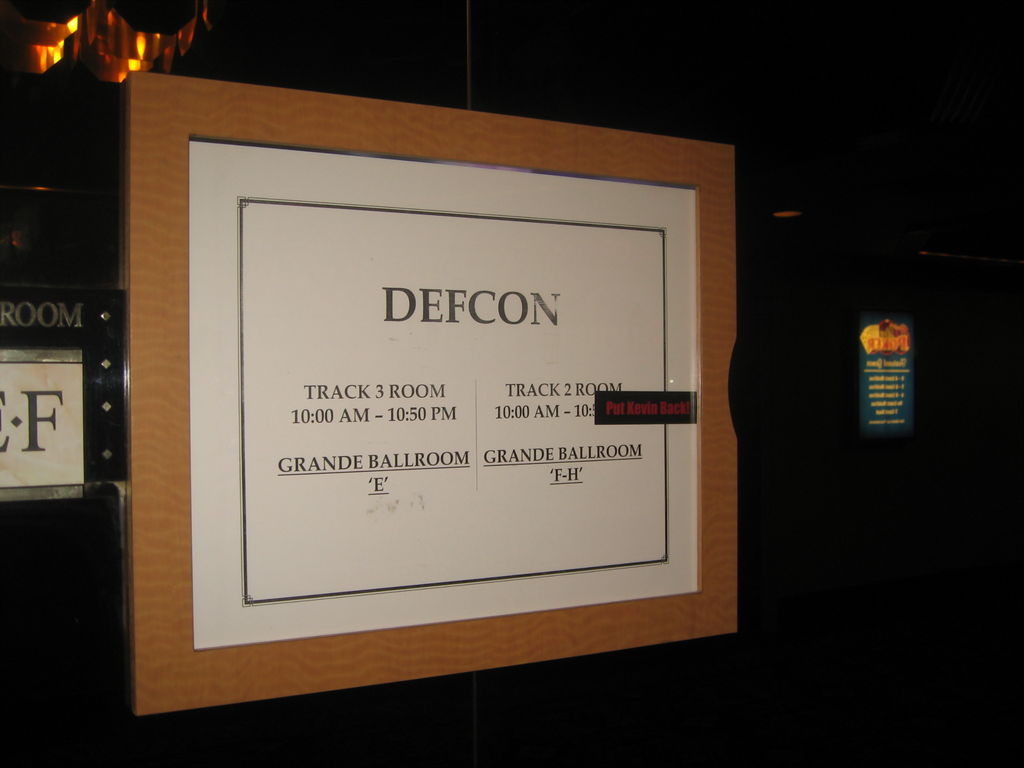 DEFCON
TRACK 3 ROOM
10:00 AM – 10:50 PM
GRANDE BALLROOM
'E'
TRACK 2 ROOM
10:00 AM – 10:5
GRANDE BALLROOM
'F-H'
Put Kevin Back!
ROOM
E·F